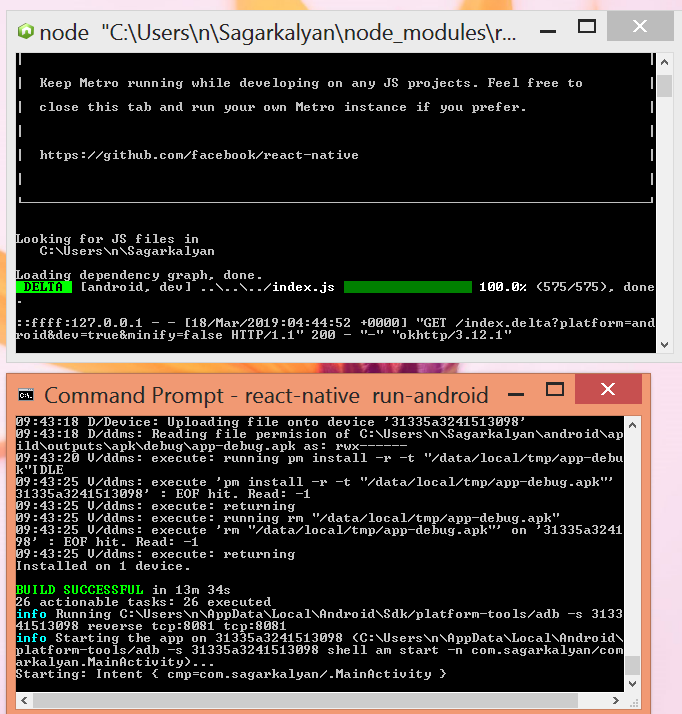 node "C:\Users\n\Sagarkalyan\node_modules\r...
Keep Metro running while developing on any JS projects. Feel free to
close this tab and run your own Metro instance if you prefer.
https://github.com/facebook/react-native
Looking for JS files in
C:\Users\n\Sagarkalyan
Loading dependency graph, done.
DELTA [android, dev] ..\..\../index.js 100.0% (575/575), done
.
::ffff:127.0.0.1 - - [18/Mar/2019:04:44:52 +0000] "GET /index.delta?platform=and
roid&dev=true&minify=false HTTP/1.1" 200 - "-" "okhttp/3.12.1"
Command Prompt - react-native run-android
09:43:18 D/Device: Uploading file onto device '31335a3241513098'
09:43:18 D/ddms: Reading file permision of C:\Users\n\Sagarkalyan\android\ap
ild\outputs\apk\debug\app-debug.apk as: rwx------
09:43:20 V/ddms: execute: running pm install -r -t "/data/local/tmp/app-debu
k"IDLE
09:43:25 V/ddms: execute 'pm install -r -t "/data/local/tmp/app-debug.apk"'
31335a3241513098' : EOF hit. Read: -1
09:43:25 V/ddms: execute: returning
09:43:25 V/ddms: execute: running rm "/data/local/tmp/app-debug.apk"
09:43:25 V/ddms: execute 'rm "/data/local/tmp/app-debug.apk"' on '31335a3241
98' : EOF hit. Read: -1
09:43:25 V/ddms: execute: returning
Installed on 1 device.
BUILD SUCCESSFUL in 13m 34s
26 actionable tasks: 26 executed
info Running C:\Users\n\AppData\Local\Android\Sdk/platform-tools/adb -s 3133
41513098 reverse tcp:8081 tcp:8081
info Starting the app on 31335a3241513098 (C:\Users\n\AppData\Local\Android\
platform-tools/adb -s 31335a3241513098 shell am start -n com.sagarkalyan/com
arkalyan.MainActivity)...
Starting: Intent { cmp=com.sagarkalyan/.MainActivity }